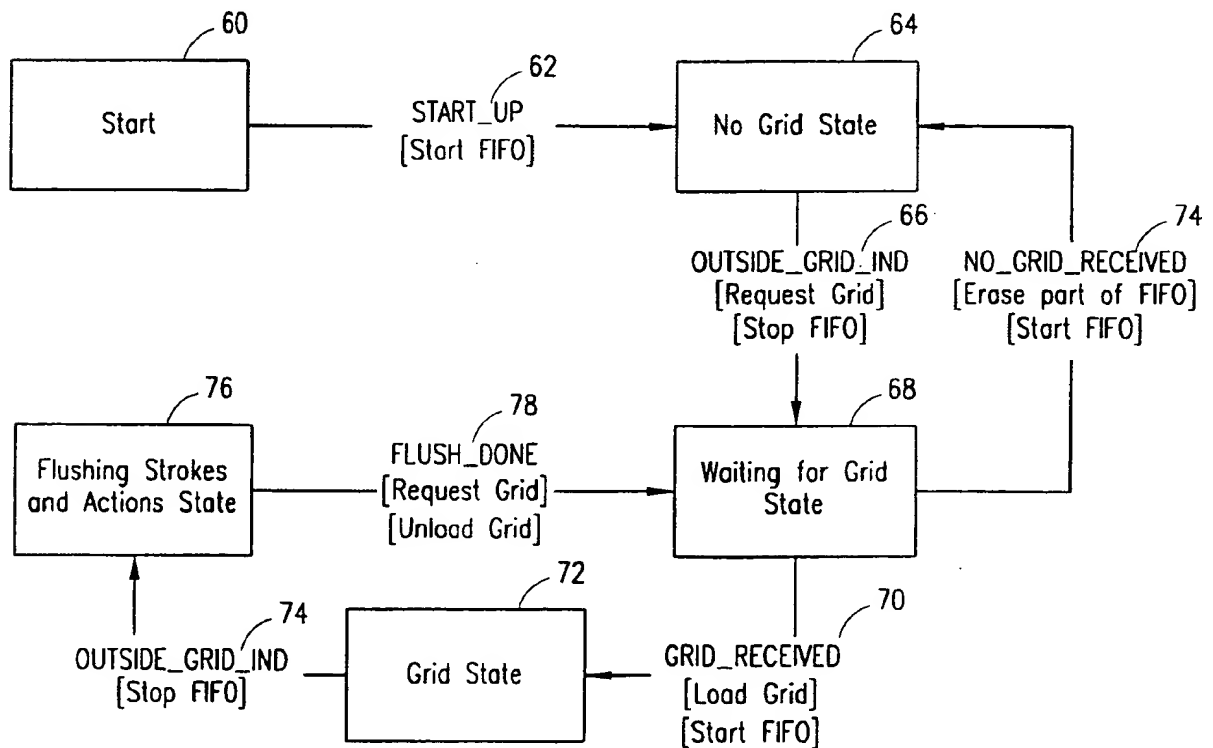 60
Start
62
START_UP
[Start FIFO]
64
No Grid State
66
OUTSIDE_GRID_IND
[Request Grid]
[Stop FIFO]
74
NO_GRID_RECEIVED
[Erase part of FIFO]
[Start FIFO]
76
Flushing Strokes
and Actions State
78
FLUSH_DONE
[Request Grid]
[Unload Grid]
68
Waiting for Grid
State
74
OUTSIDE_GRID_IND
[Stop FIFO]
72
Grid State
70
GRID_RECEIVED
[Load Grid]
[Start FIFO]